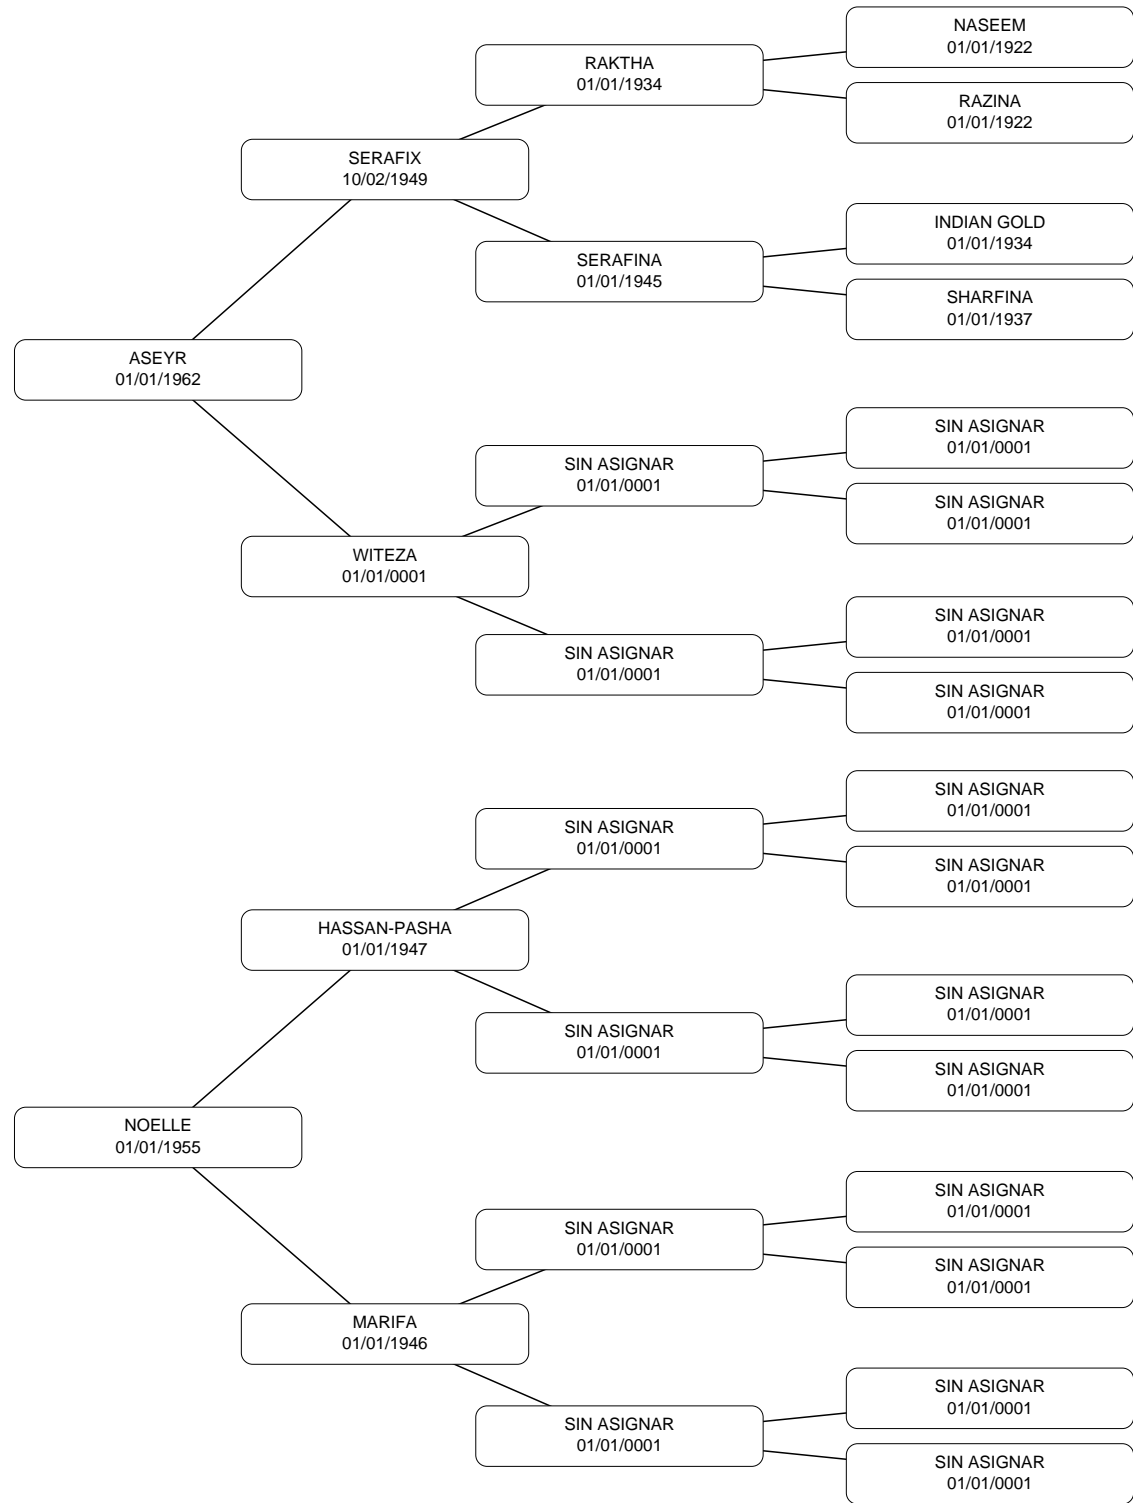 NASEEM
01/01/1922
RAKTHA
01/01/1934
RAZINA
01/01/1922
SERAFIX
10/02/1949
INDIAN GOLD
01/01/1934
SERAFINA
01/01/1945
SHARFINA
01/01/1937
ASEYR
01/01/1962
SIN ASIGNAR
01/01/0001
SIN ASIGNAR
01/01/0001
SIN ASIGNAR
01/01/0001
WITEZA
01/01/0001
SIN ASIGNAR
01/01/0001
SIN ASIGNAR
01/01/0001
SIN ASIGNAR
01/01/0001
SIN ASIGNAR
01/01/0001
SIN ASIGNAR
01/01/0001
SIN ASIGNAR
01/01/0001
HASSAN-PASHA
01/01/1947
SIN ASIGNAR
01/01/0001
SIN ASIGNAR
01/01/0001
SIN ASIGNAR
01/01/0001
NOELLE
01/01/1955
SIN ASIGNAR
01/01/0001
SIN ASIGNAR
01/01/0001
SIN ASIGNAR
01/01/0001
MARIFA
01/01/1946
SIN ASIGNAR
01/01/0001
SIN ASIGNAR
01/01/0001
SIN ASIGNAR
01/01/0001